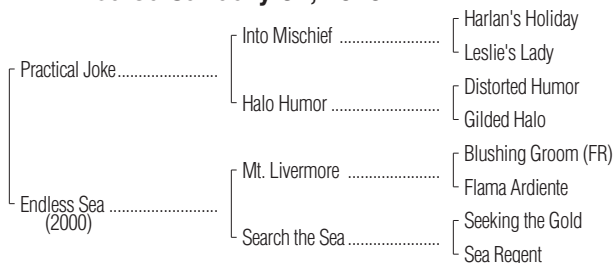 Harlan's Holiday
Into Mischief ......................
Leslie's Lady
Practical Joke......................
Distorted Humor
Halo Humor ........................
Gilded Halo
Blushing Groom (FR)
Mt. Livermore ....................
Flama Ardiente
Endless Sea ........................
(2000)
Seeking the Gold
Search the Sea ....................
Sea Regent